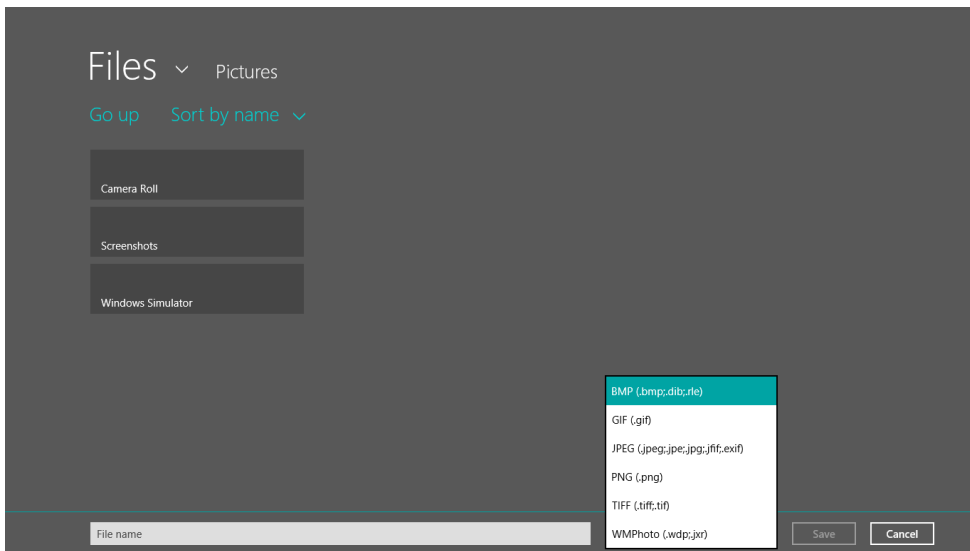 Files Pictures
Go up Sort by name
Camera Roll
Screenshots
Windows Simulator
BMP (.bmp;.dib;.rle)
GIF (.gif)
JPEG (.jpeg;.jpe;.jpg;.jfif;.exif)
PNG (.png)
TIFF (.tiff;.tif)
WMPhoto (.wdp;.jxr)
File name
Save Cancel